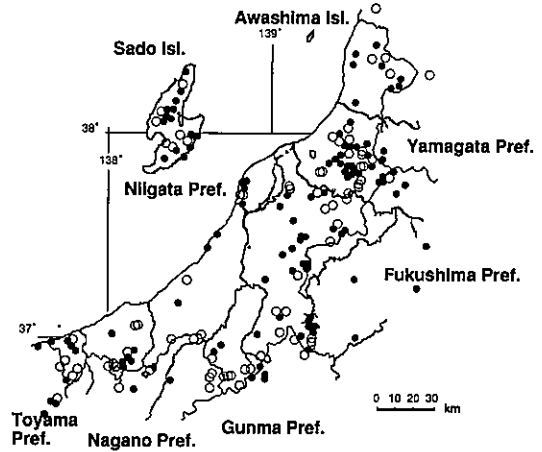 Awashima Isl.
139°
Sado Isl.
38°
138°
Yamagata Pref.
Niigata Pref.
Fukushima Pref.
37°
Toyama
Pref.
Nagano Pref.
Gunma Pref.
0 10 20 30
km